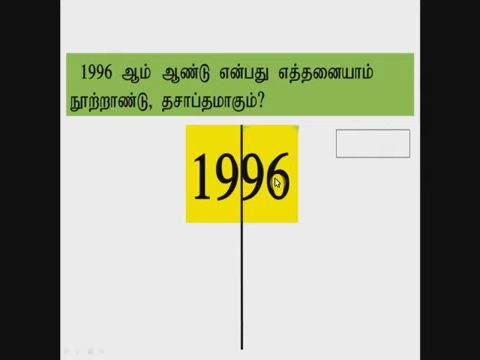 1996 ஆம் ஆண்டு என்பது எத்தனையாம்
நூற்றாண்டு, தசாப்தமாகும்?
1996